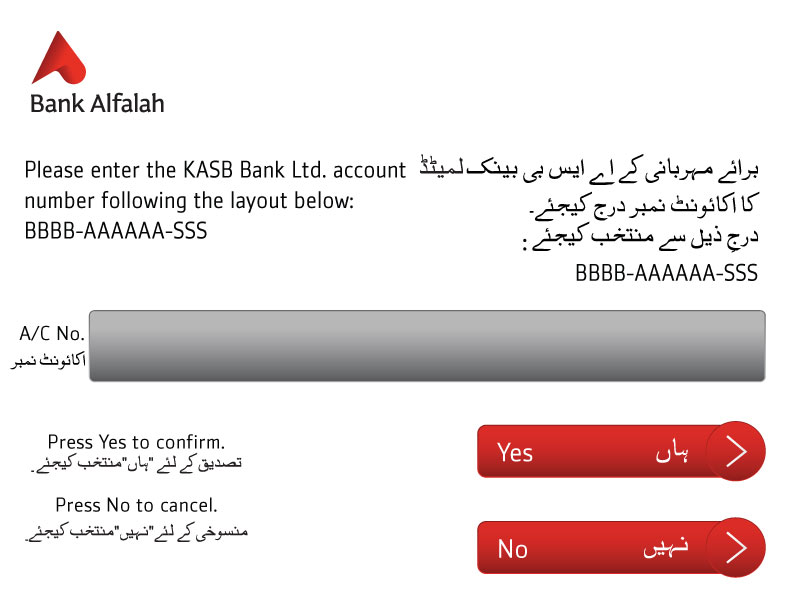 Bank Alfalah
Please enter the KASB Bank Ltd. account
number following the layout below:
BBBB-AAAAAA-SSS
برائے مہربانی کے اے ایس بی بینک لمیٹڈ
کا اکائونٹ نمبر درج کیجئے۔
درجِ ذیل سے منتخب کیجئے :
BBBB-AAAAAA-SSS
A/C No.
اکائونٹ نمبر
Press Yes to confirm.
تصدیق کے لئے "ہاں" منتخب کیجئے۔
Yes ہاں
Press No to cancel.
منسوخی کے لئے "نہیں" منتخب کیجئے۔
No نہیں